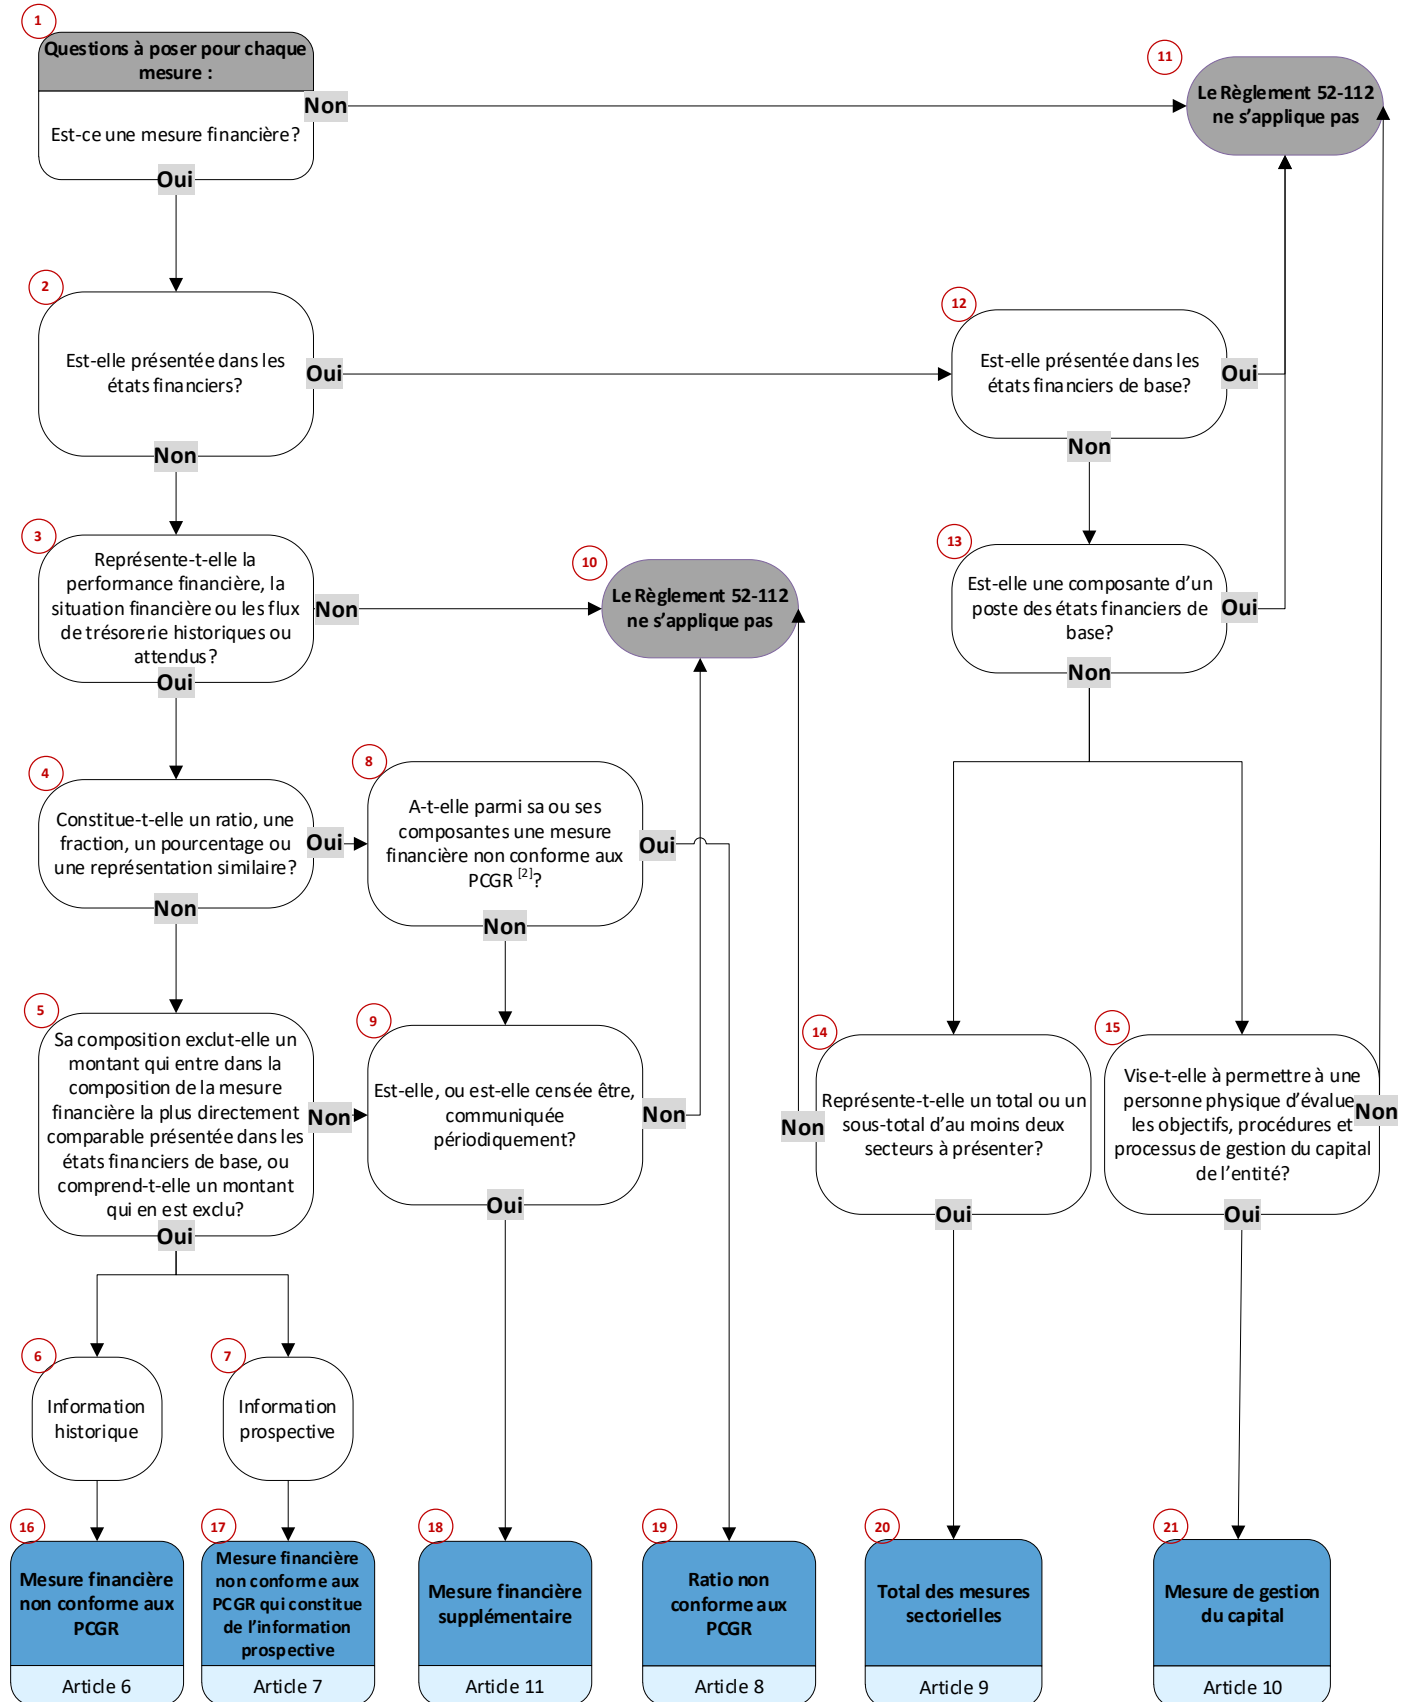 1
Questions à poser pour chaque
mesure :
Est-ce une mesure financière?
Non
Oui
11
Le Règlement 52-112
ne s'applique pas
2
Est-elle présentée dans les
états financiers?
Oui
Non
12
Est-elle présentée dans les
états financiers de base?
Oui
Non
3
Représente-t-elle la
performance financière, la
situation financière ou les flux
de trésorerie historiques ou
attendus?
Non
Oui
10
Le Règlement 52-112
ne s'applique pas
13
Est-elle une composante d'un
poste des états financiers de
base?
Oui
Non
4
Constitue-t-elle un ratio, une
fraction, un pourcentage ou
une représentation similaire?
Oui
Non
8
A-t-elle parmi sa ou ses
composantes une mesure
financière non conforme aux
PCGR [2]?
Oui
Non
5
Sa composition exclut-elle un
montant qui entre dans la
composition de la mesure
financière la plus directement
comparable présentée dans les
états financiers de base, ou
comprend-t-elle un montant
qui en est exclu?
Non
Oui
9
Est-elle, ou est-elle censée être,
communiquée
périodiquement?
Non
Oui
14
Représente-t-elle un total ou un
sous-total d'au moins deux
secteurs à présenter?
Non
Oui
15
Vise-t-elle à permettre à une
personne physique d'évalue
les objectifs, procédures et
processus de gestion du capital
de l'entité?
Non
Oui
6
Information
historique
7
Information
prospective
16
Mesure financière
non conforme aux
PCGR
Article 6
17
Mesure financière
non conforme aux
PCGR qui constitue
de l'information
prospective
Article 7
18
Mesure financière
supplémentaire
Article 11
19
Ratio non
conforme aux
PCGR
Article 8
20
Total des mesures
sectorielles
Article 9
21
Mesure de gestion
du capital
Article 10